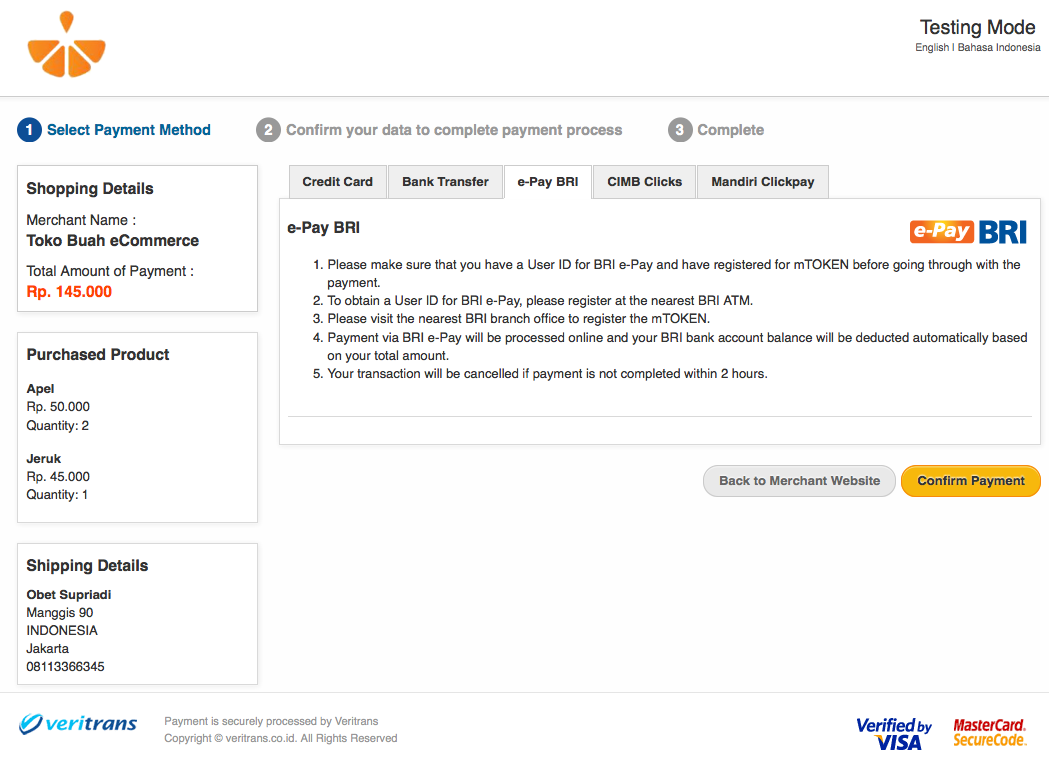 Testing Mode
English | Bahasa Indonesia
1 Select Payment Method
2 Confirm your data to complete payment process
3 Complete
Shopping Details
Merchant Name :
Toko Buah eCommerce
Total Amount of Payment :
Rp. 145.000
Purchased Product
Apel
Rp. 50.000
Quantity: 2
Jeruk
Rp. 45.000
Quantity: 1
Shipping Details
Obet Supriadi
Manggis 90
INDONESIA
Jakarta
08113366345
Credit Card
Bank Transfer
e-Pay BRI
CIMB Clicks
Mandiri Clickpay
e-Pay BRI
e-Pay BRI
1. Please make sure that you have a User ID for BRI e-Pay and have registered for mTOKEN before going through with the
payment.
2. To obtain a User ID for BRI e-Pay, please register at the nearest BRI ATM.
3. Please visit the nearest BRI branch office to register the mTOKEN.
4. Payment via BRI e-Pay will be processed online and your BRI bank account balance will be deducted automatically based
on your total amount.
5. Your transaction will be cancelled if payment is not completed within 2 hours.
Back to Merchant Website
Confirm Payment
veritrans
Payment is securely processed by Veritrans
Copyright © veritrans.co.id. All Rights Reserved
Verified by
VISA
MasterCard.
SecureCode.